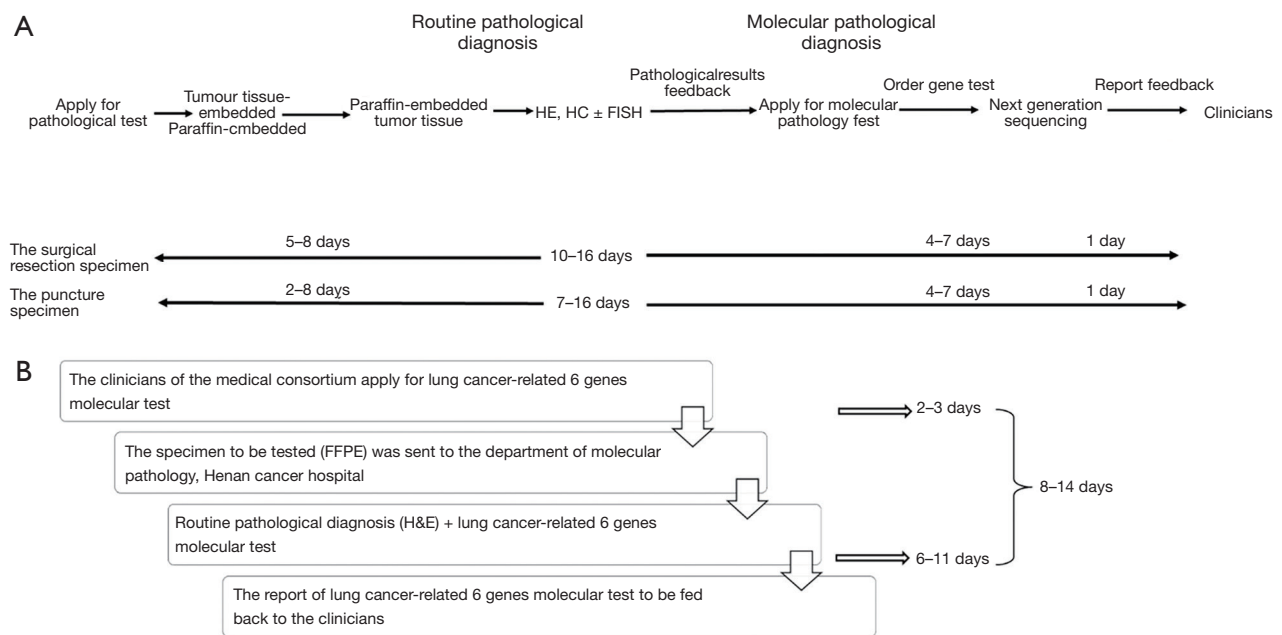 A
Routine pathological
diagnosis
Molecular pathological
diagnosis
Apply for
pathological test
Tumour tissue-
embedded
Paraffin-cmbedded
Paraffin-embedded
tumor tissue
HE, HC ± FISH
Pathologicalresults
feedback
Apply for molecular
pathology fest
Order gene test
Next generation
sequencing
Report feedback
Clinicians
The surgical
resection specimen
5–8 days
10–16 days
4–7 days
1 day
The puncture
specimen
2–8 days
7–16 days
4–7 days
1 day
B
The clinicians of the medical consortium apply for lung cancer-related 6 genes
molecular test
2–3 days
The specimen to be tested (FFPE) was sent to the department of molecular
pathology, Henan cancer hospital
8–14 days
Routine pathological diagnosis (H&E) + lung cancer-related 6 genes
molecular test
6–11 days
The report of lung cancer-related 6 genes molecular test to be fed
back to the clinicians